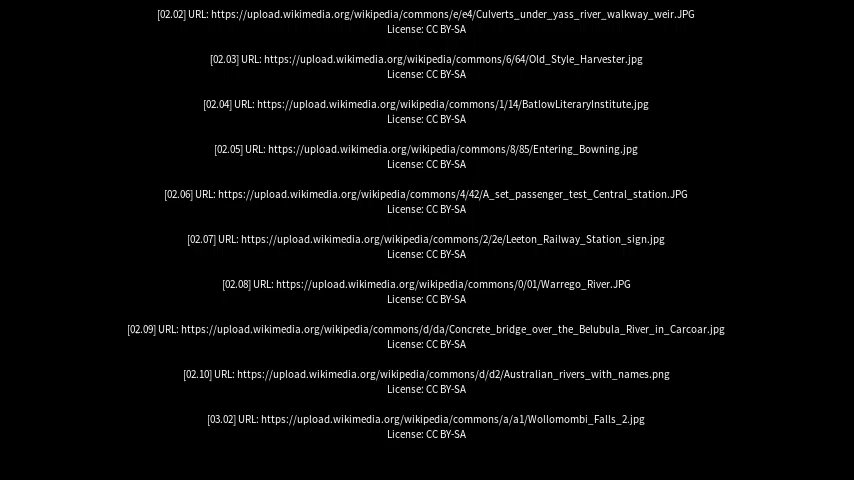 [02.02] URL: https://upload.wikimedia.org/wikipedia/commons/e/e4/Culverts_under_yass_river_walkway_weir.JPG
License: CC BY-SA
[02.03] URL: https://upload.wikimedia.org/wikipedia/commons/6/64/Old_Style_Harvester.jpg
License: CC BY-SA
[02.04] URL: https://upload.wikimedia.org/wikipedia/commons/1/14/BatlowLiteraryInstitute.jpg
License: CC BY-SA
[02.05] URL: https://upload.wikimedia.org/wikipedia/commons/8/85/Entering_Bowning.jpg
License: CC BY-SA
[02.06] URL: https://upload.wikimedia.org/wikipedia/commons/4/42/A_set_passenger_test_Central_station.JPG
License: CC BY-SA
[02.07] URL: https://upload.wikimedia.org/wikipedia/commons/2/2e/Leeton_Railway_Station_sign.jpg
License: CC BY-SA
[02.08] URL: https://upload.wikimedia.org/wikipedia/commons/0/01/Warrego_River.JPG
License: CC BY-SA
[02.09] URL: https://upload.wikimedia.org/wikipedia/commons/d/da/Concrete_bridge_over_the_Belubula_River_in_Carcoar.jpg
License: CC BY-SA
[02.10] URL: https://upload.wikimedia.org/wikipedia/commons/d/d2/Australian_rivers_with_names.png
License: CC BY-SA
[03.02] URL: https://upload.wikimedia.org/wikipedia/commons/a/a1/Wollomombi_Falls_2.jpg
License: CC BY-SA